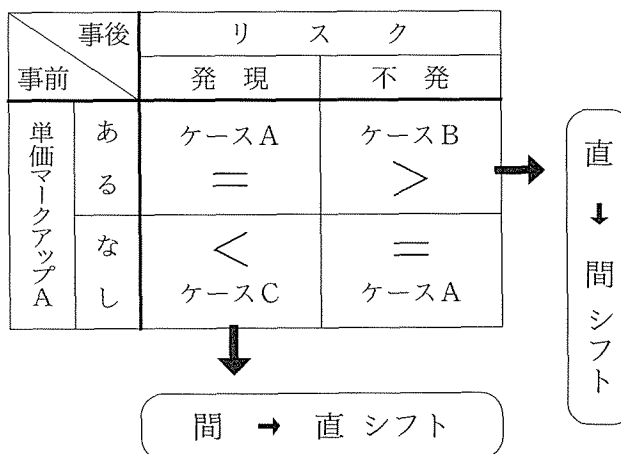 事後
リスク
事前
発現
不発
単価マークアップA
ある
ケースA
ケースB
＝
＞
なし
＜
＝
ケースC
ケースA
直
↓
間
シフト
間 → 直 シフト